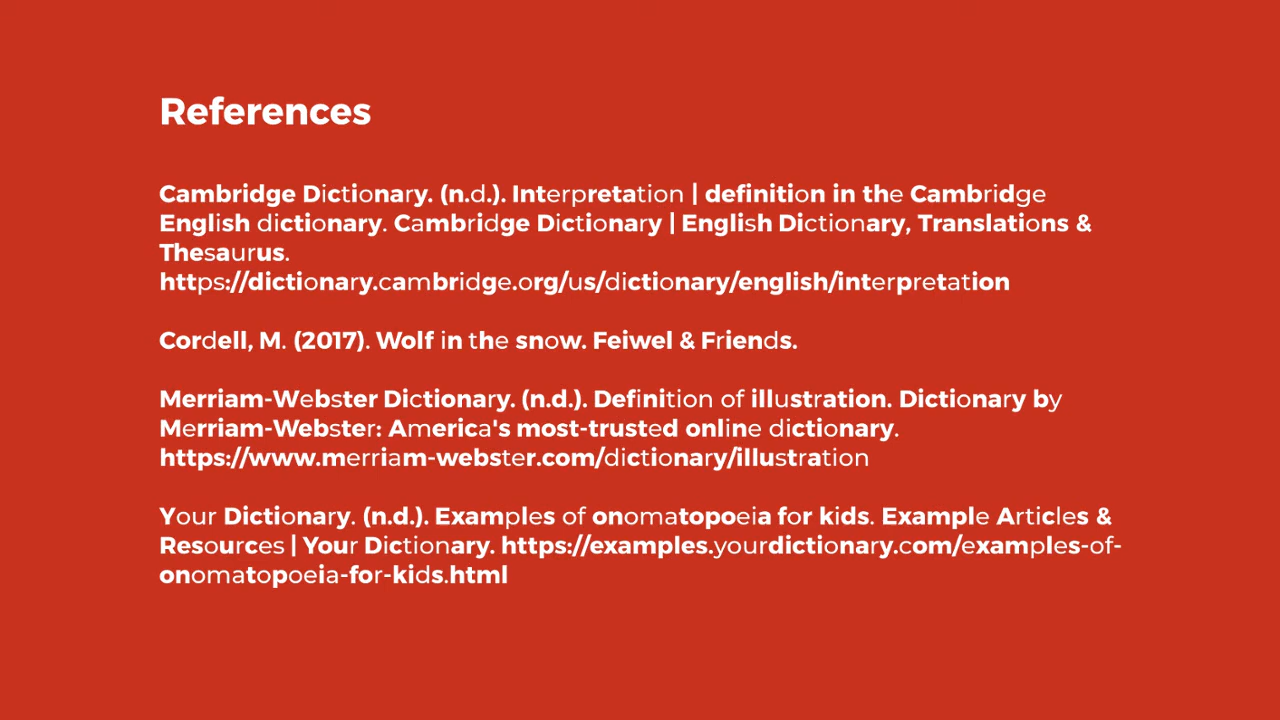 References
Cambridge Dictionary. (n.d.). Interpretation | definition in the Cambridge
English dictionary. Cambridge Dictionary | English Dictionary, Translations &
Thesaurus.
https://dictionary.cambridge.org/us/dictionary/english/interpretation
Cordell, M. (2017). Wolf in the snow. Feiwel & Friends.
Merriam-Webster Dictionary. (n.d.). Definition of illustration. Dictionary by
Merriam-Webster: America's most-trusted online dictionary.
https://www.merriam-webster.com/dictionary/illustration
Your Dictionary. (n.d.). Examples of onomatopoeia for kids. Example Articles &
Resources | Your Dictionary. https://examples.yourdictionary.com/examples-of-
onomatopoeia-for-kids.html